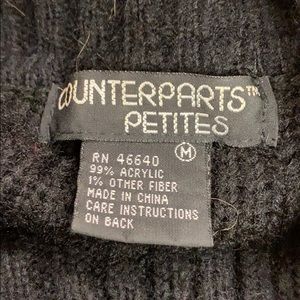 COUNTERPARTS™
PETITES
RN 46640 M
99% ACRYLIC
1% OTHER FIBER
MADE IN CHINA
CARE INSTRUCTIONS
ON BACK